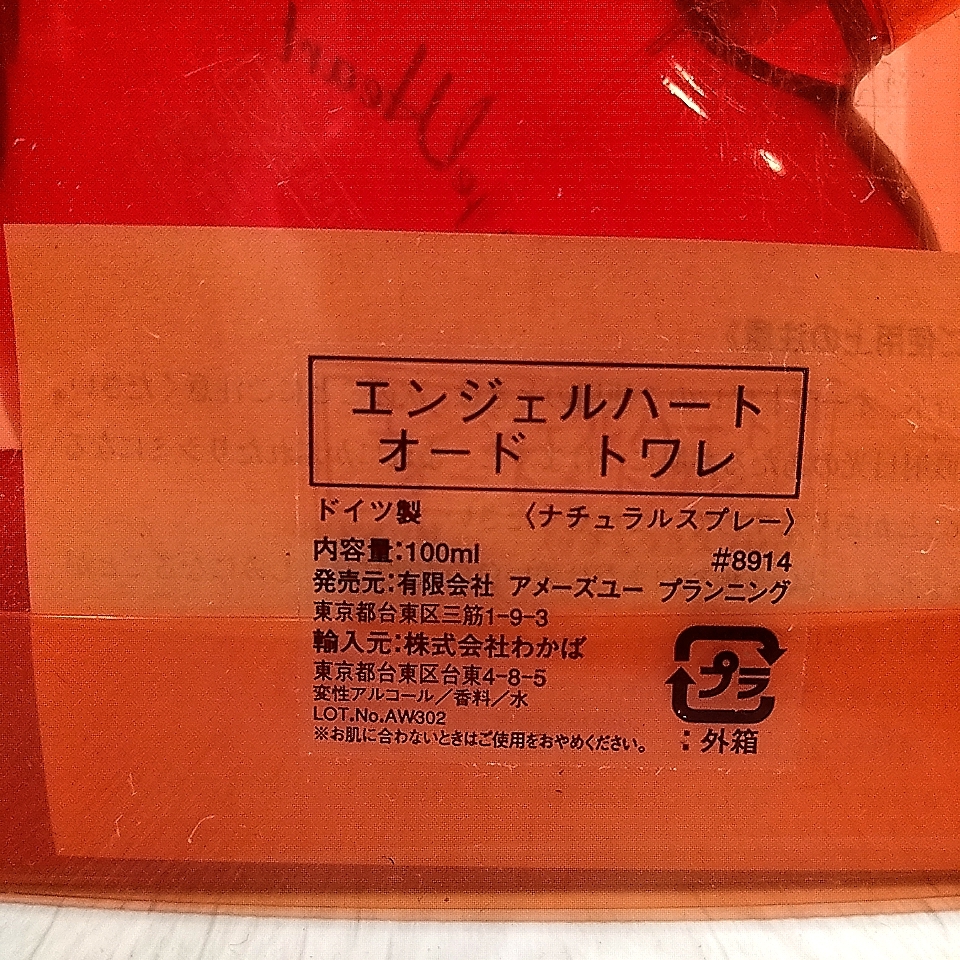 Heart
エンジェルハート
オード トワレ
ドイツ製 〈ナチュラルスプレー〉
内容量:100ml #8914
発売元:有限会社 アメーズユー プランニング
東京都台東区三筋1-9-3
輸入元:株式会社わかば
東京都台東区台東4-8-5
変性アルコール/香料/水
LOT.No.AW302
※お肌に合わないときはご使用をおやめください。
プラ
:外箱